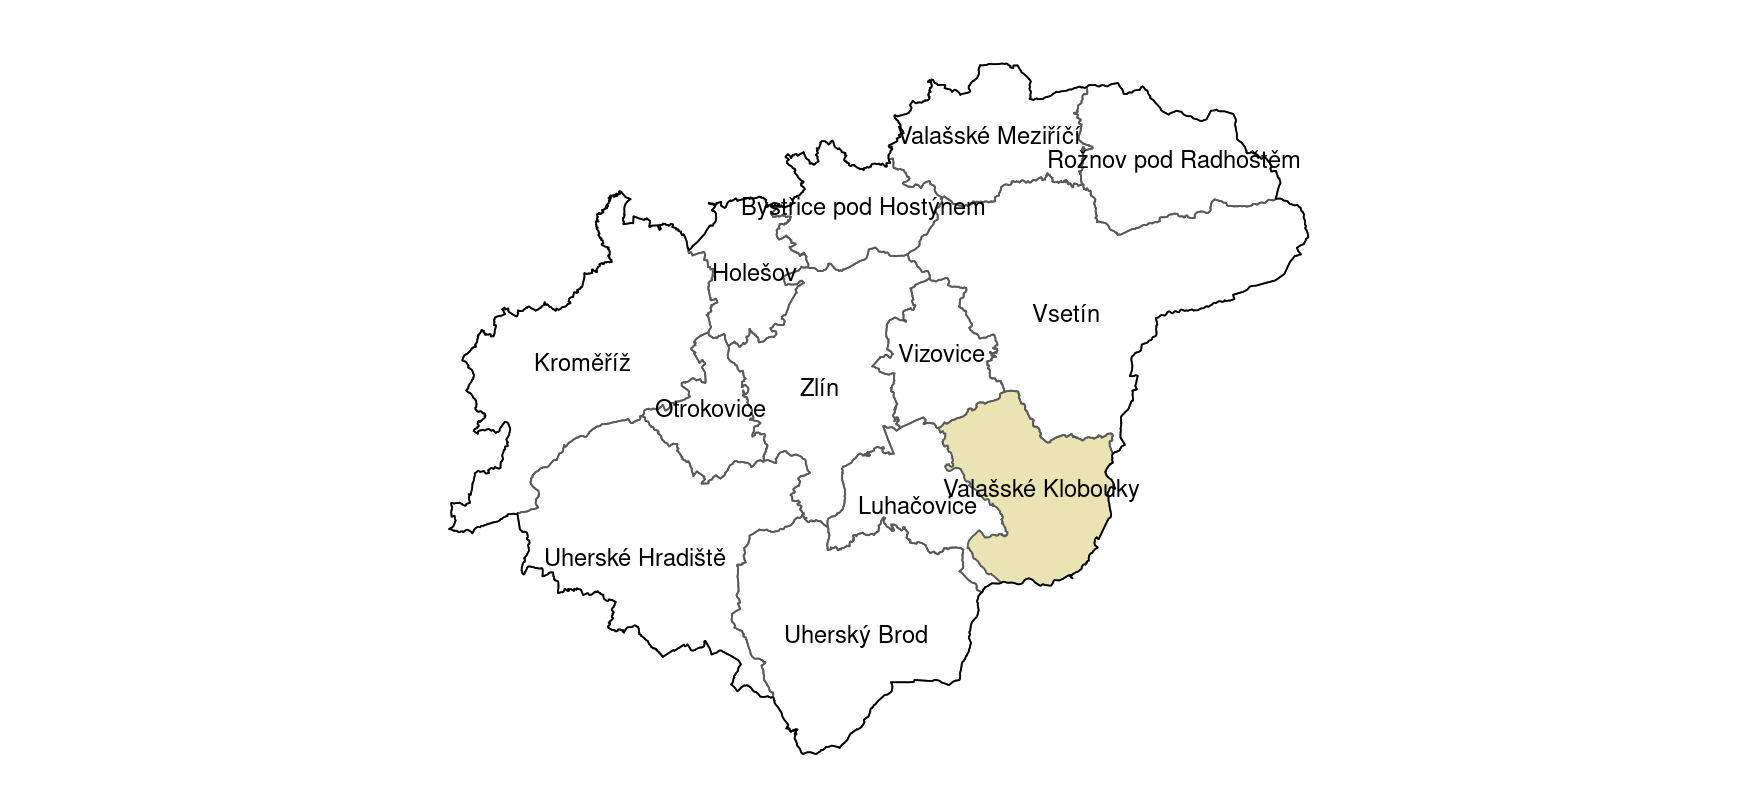 Valašské Meziříčí
Rožnov pod Radhoštěm
Bystřice pod Hostýnem
Holešov
Vsetín
Vizovice
Kroměříž
Zlín
Otrokovice
Valašské Klobouky
Luhačovice
Uherské Hradiště
Uherský Brod